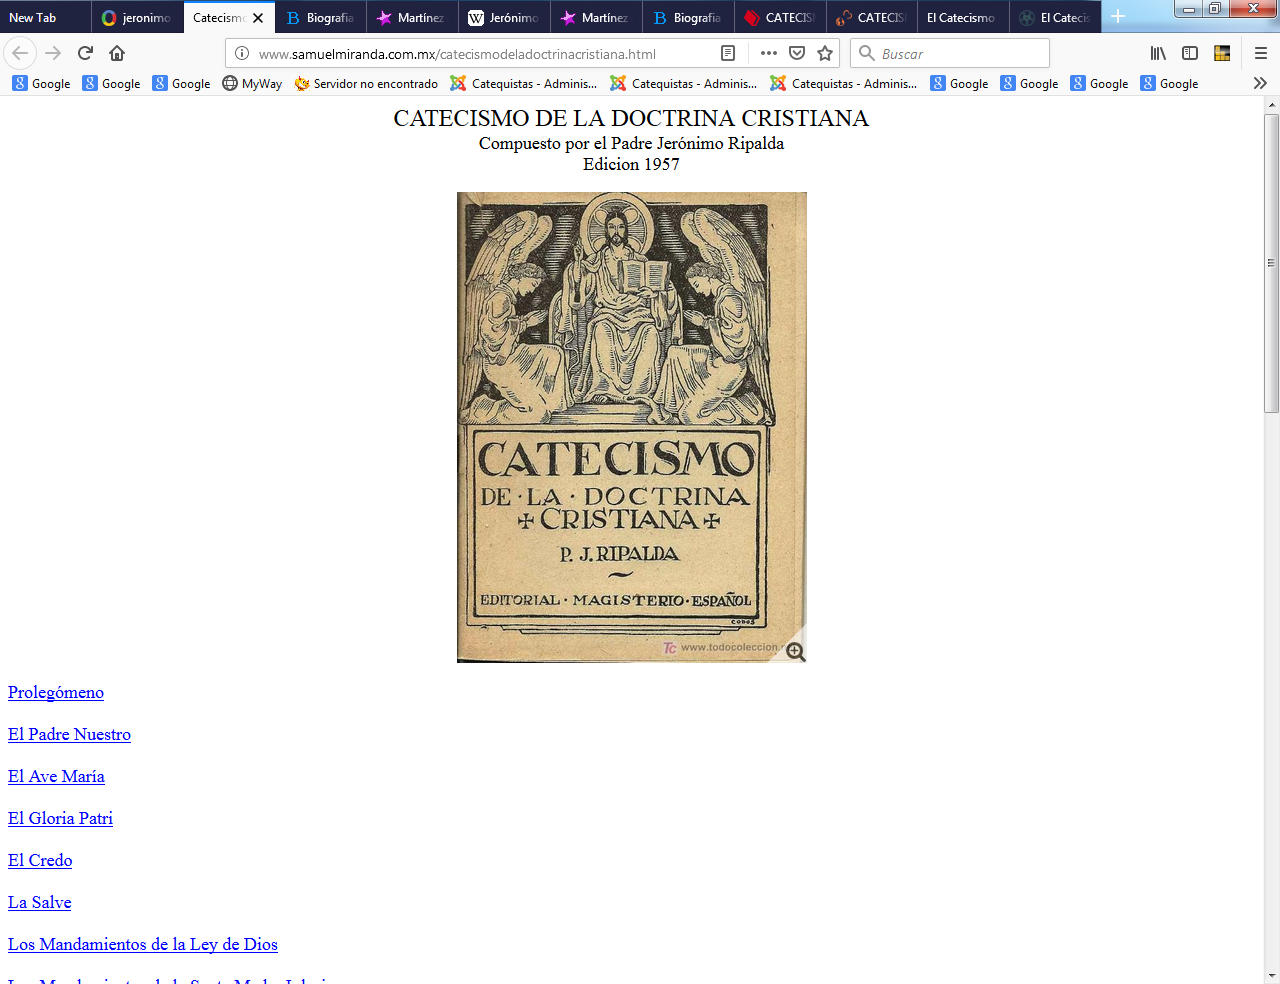 New Tab
jeronimo
Catecismo
Biografia
Martínez
Jerónimo
Martínez
Biografia
CATECIS
CATECIS
El Catecismo
El Catecis
www.samuelmiranda.com.mx/catecismodeladoctrinacristiana.html
Buscar
Google
Google
Google
MyWay
Servidor no encontrado
Catequistas - Adminis...
Catequistas - Adminis...
Catequistas - Adminis...
Google
Google
Google
Google
CATECISMO DE LA DOCTRINA CRISTIANA
Compuesto por el Padre Jerónimo Ripalda
Edicion 1957
CATECISMO
DE · LA · DOCTRINA
CRISTIANA
P. J. RIPALDA
EDITORIAL · MAGISTERIO · ESPAÑOL
COBOS
Tc www.todocoleccion.
Prolegómeno
El Padre Nuestro
El Ave María
El Gloria Patri
El Credo
La Salve
Los Mandamientos de la Ley de Dios